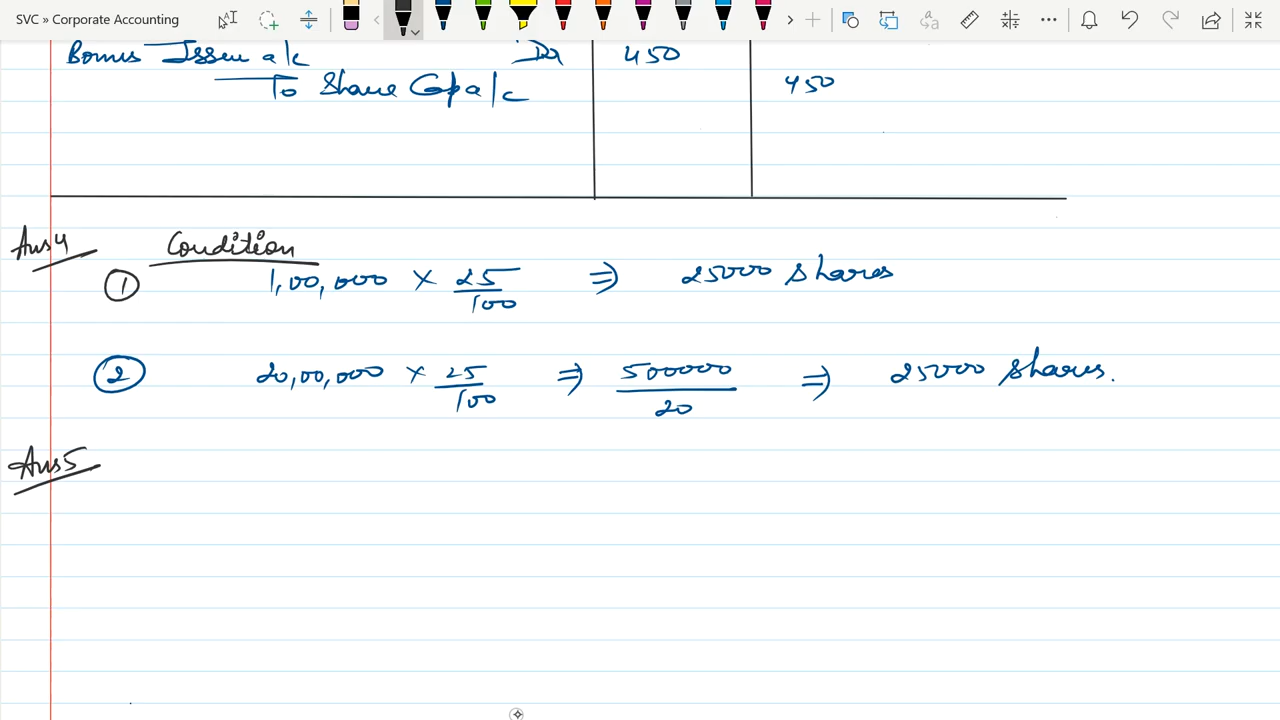 SVC » Corporate Accounting
Bonus Issue a/c Dr 450
To Share Cap a/c 450
Ans 4 Condition
① 1,00,000 × 25/100 ⇒ 25000 shares
② 20,00,000 × 25/100 ⇒ 500000/20 ⇒ 25000 shares.
Ans 5